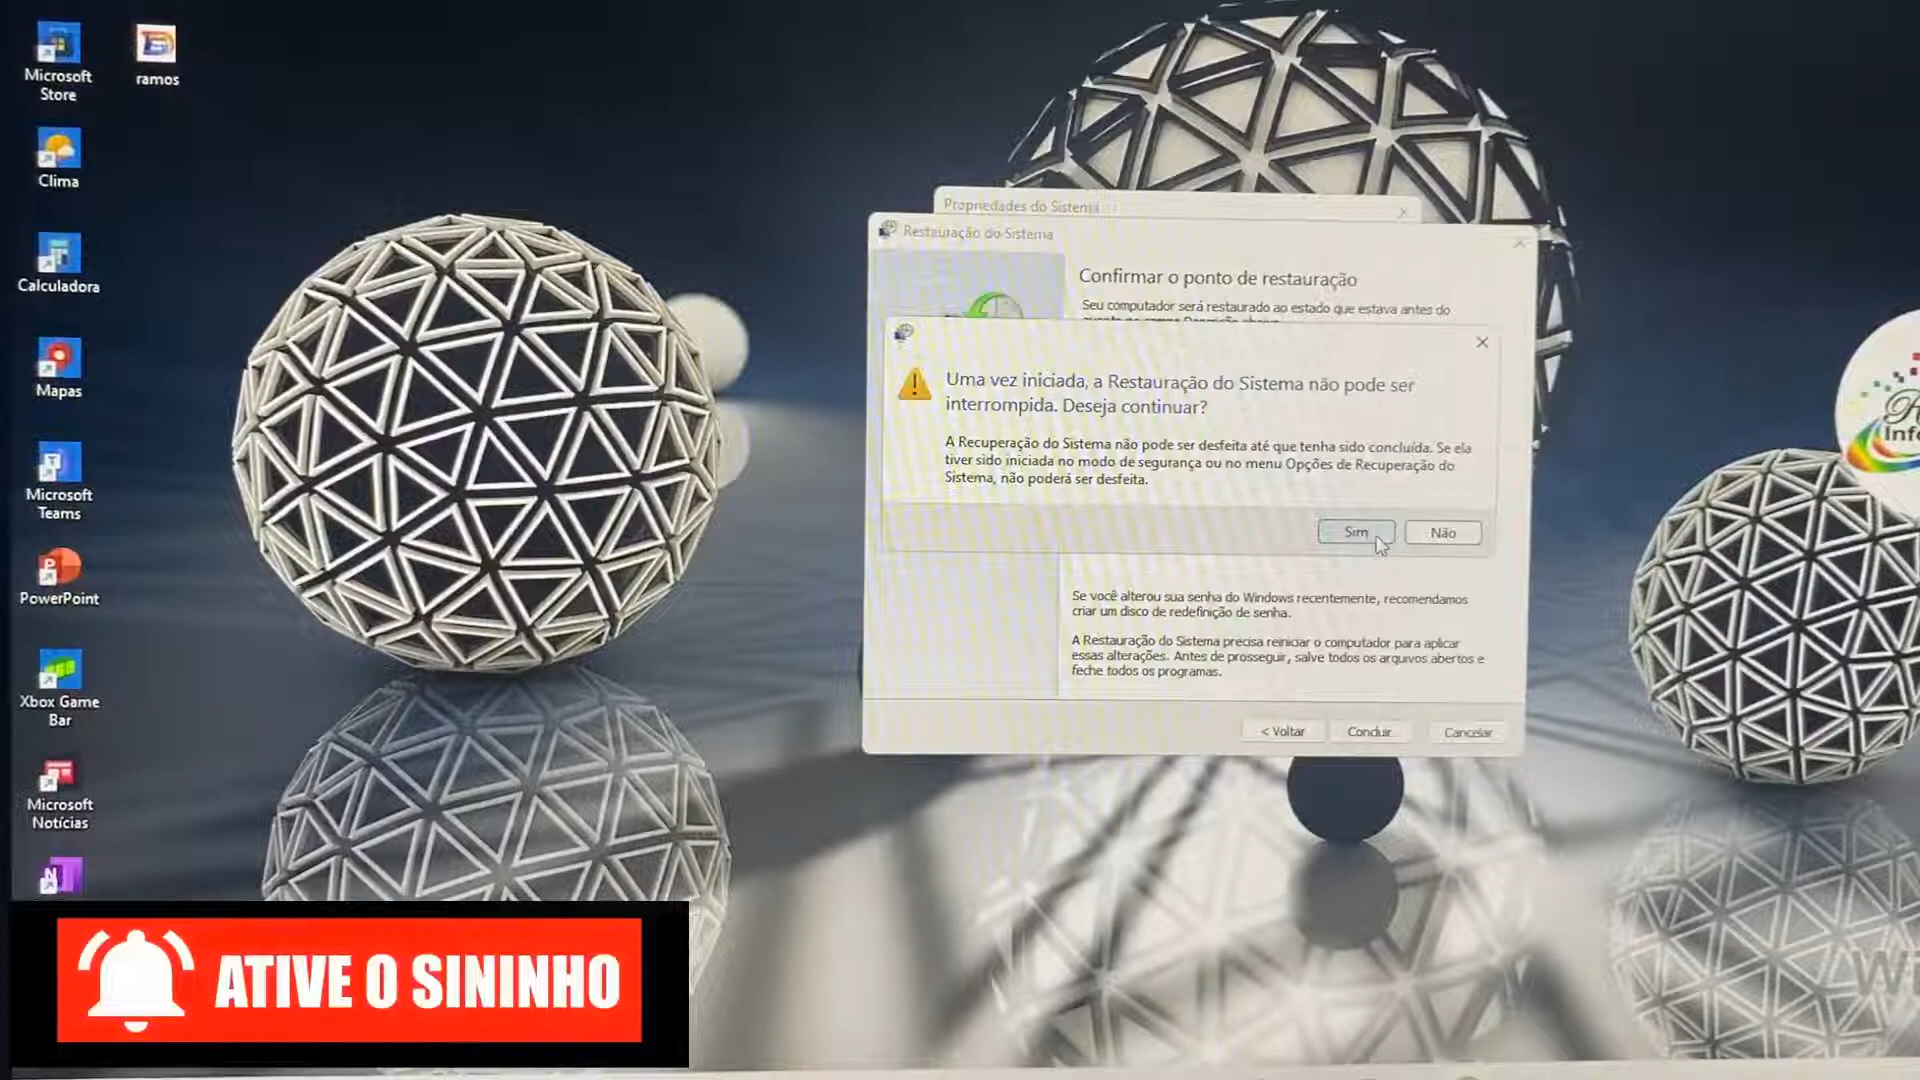 Microsoft
Store
ramos
Clima
Calculadora
Mapas
Microsoft
Teams
PowerPoint
Xbox Game
Bar
Microsoft
Notícias
Propriedades do Sistema
Restauração do Sistema
Confirmar o ponto de restauração
Seu computador será restaurado ao estado que estava antes do
Uma vez iniciada, a Restauração do Sistema não pode ser
interrompida. Deseja continuar?
A Recuperação do Sistema não pode ser desfeita até que tenha sido concluída. Se ela
tiver sido iniciada no modo de segurança ou no menu Opções de Recuperação do
Sistema, não poderá ser desfeita.
Sim
Não
Se você alterou sua senha do Windows recentemente, recomendamos
criar um disco de redefinição de senha.
A Restauração do Sistema precisa reiniciar o computador para aplicar
essas alterações. Antes de prosseguir, salve todos os arquivos abertos e
feche todos os programas.
< Voltar
Concluir
Cancelar
ATIVE O SININHO